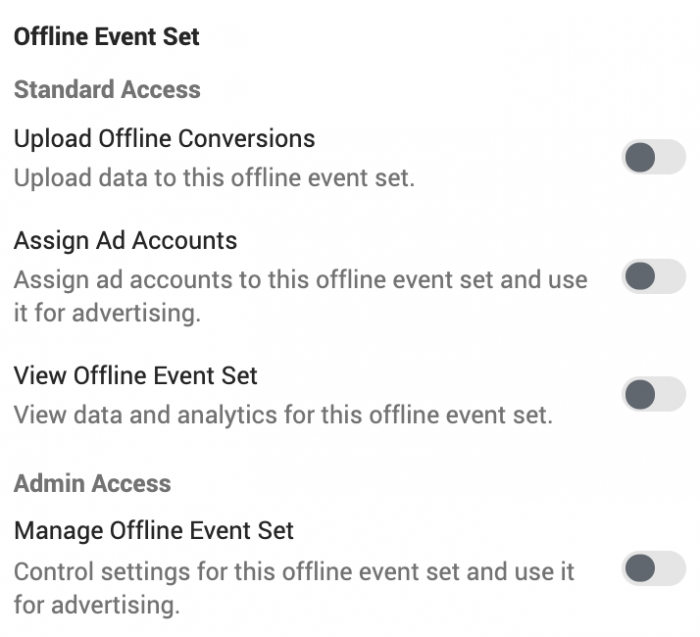 Offline Event Set
Standard Access
Upload Offline Conversions
Upload data to this offline event set.
Assign Ad Accounts
Assign ad accounts to this offline event set and use
it for advertising.
View Offline Event Set
View data and analytics for this offline event set.
Admin Access
Manage Offline Event Set
Control settings for this offline event set and use it
for advertising.